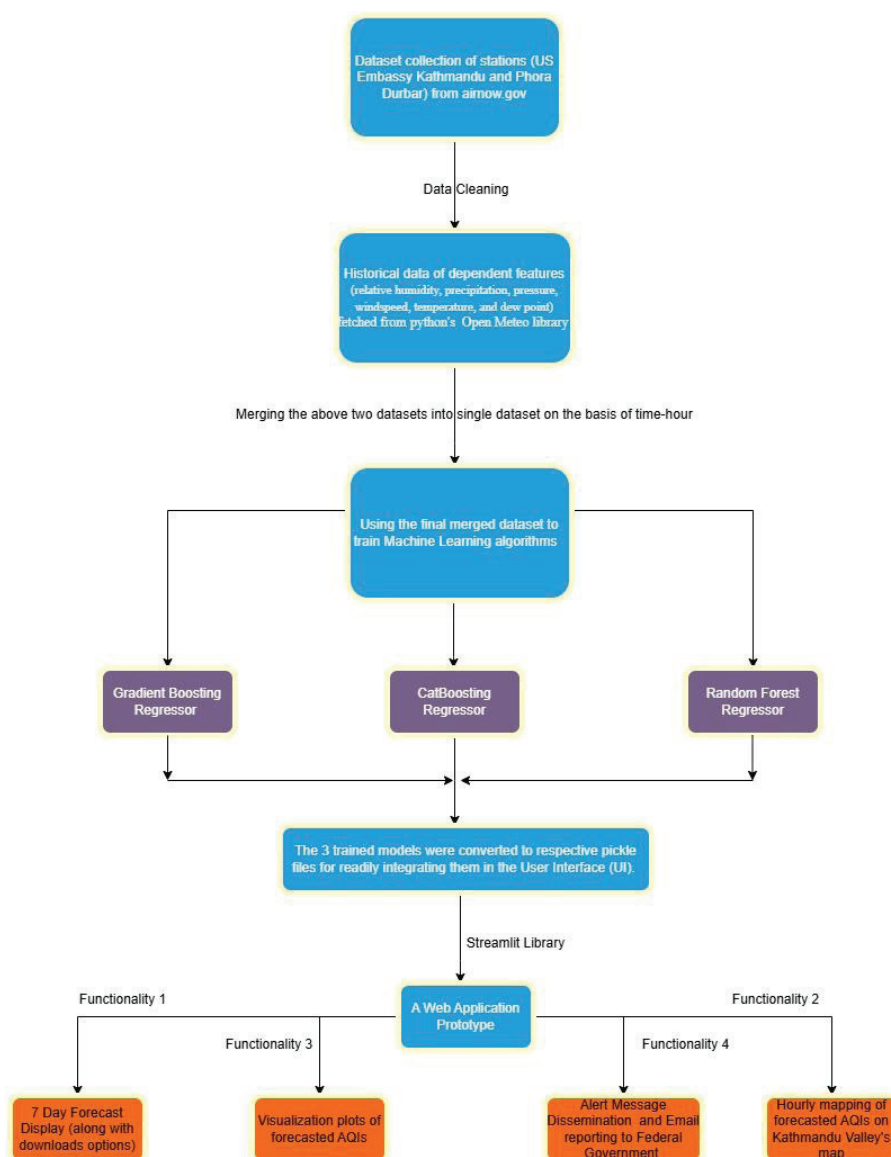 Dataset collection of stations (US
Embassy Kathmandu and Phora
Durbar) from airnow.gov
Data Cleaning
Historical data of dependent features
(relative humidity, precipitation, pressure,
windspeed, temperature, and dew point)
fetched from python's Open Meteo library
Merging the above two datasets into single dataset on the basis of time-hour
Using the final merged dataset to
train Machine Learning algorithms
Gradient Boosting
Regressor
CatBoosting
Regressor
Random Forest
Regressor
The 3 trained models were converted to respective pickle
files for readily integrating them in the User Interface (UI).
Streamlit Library
Functionality 1
A Web Application
Prototype
Functionality 2
Functionality 3
Functionality 4
7 Day Forecast
Display (along with
downloads options)
Visualization plots of
forecasted AQIs
Alert Message
Dissemination and Email
reporting to Federal
Government
Hourly mapping of
forecasted AQIs on
Kathmandu Valley's
map